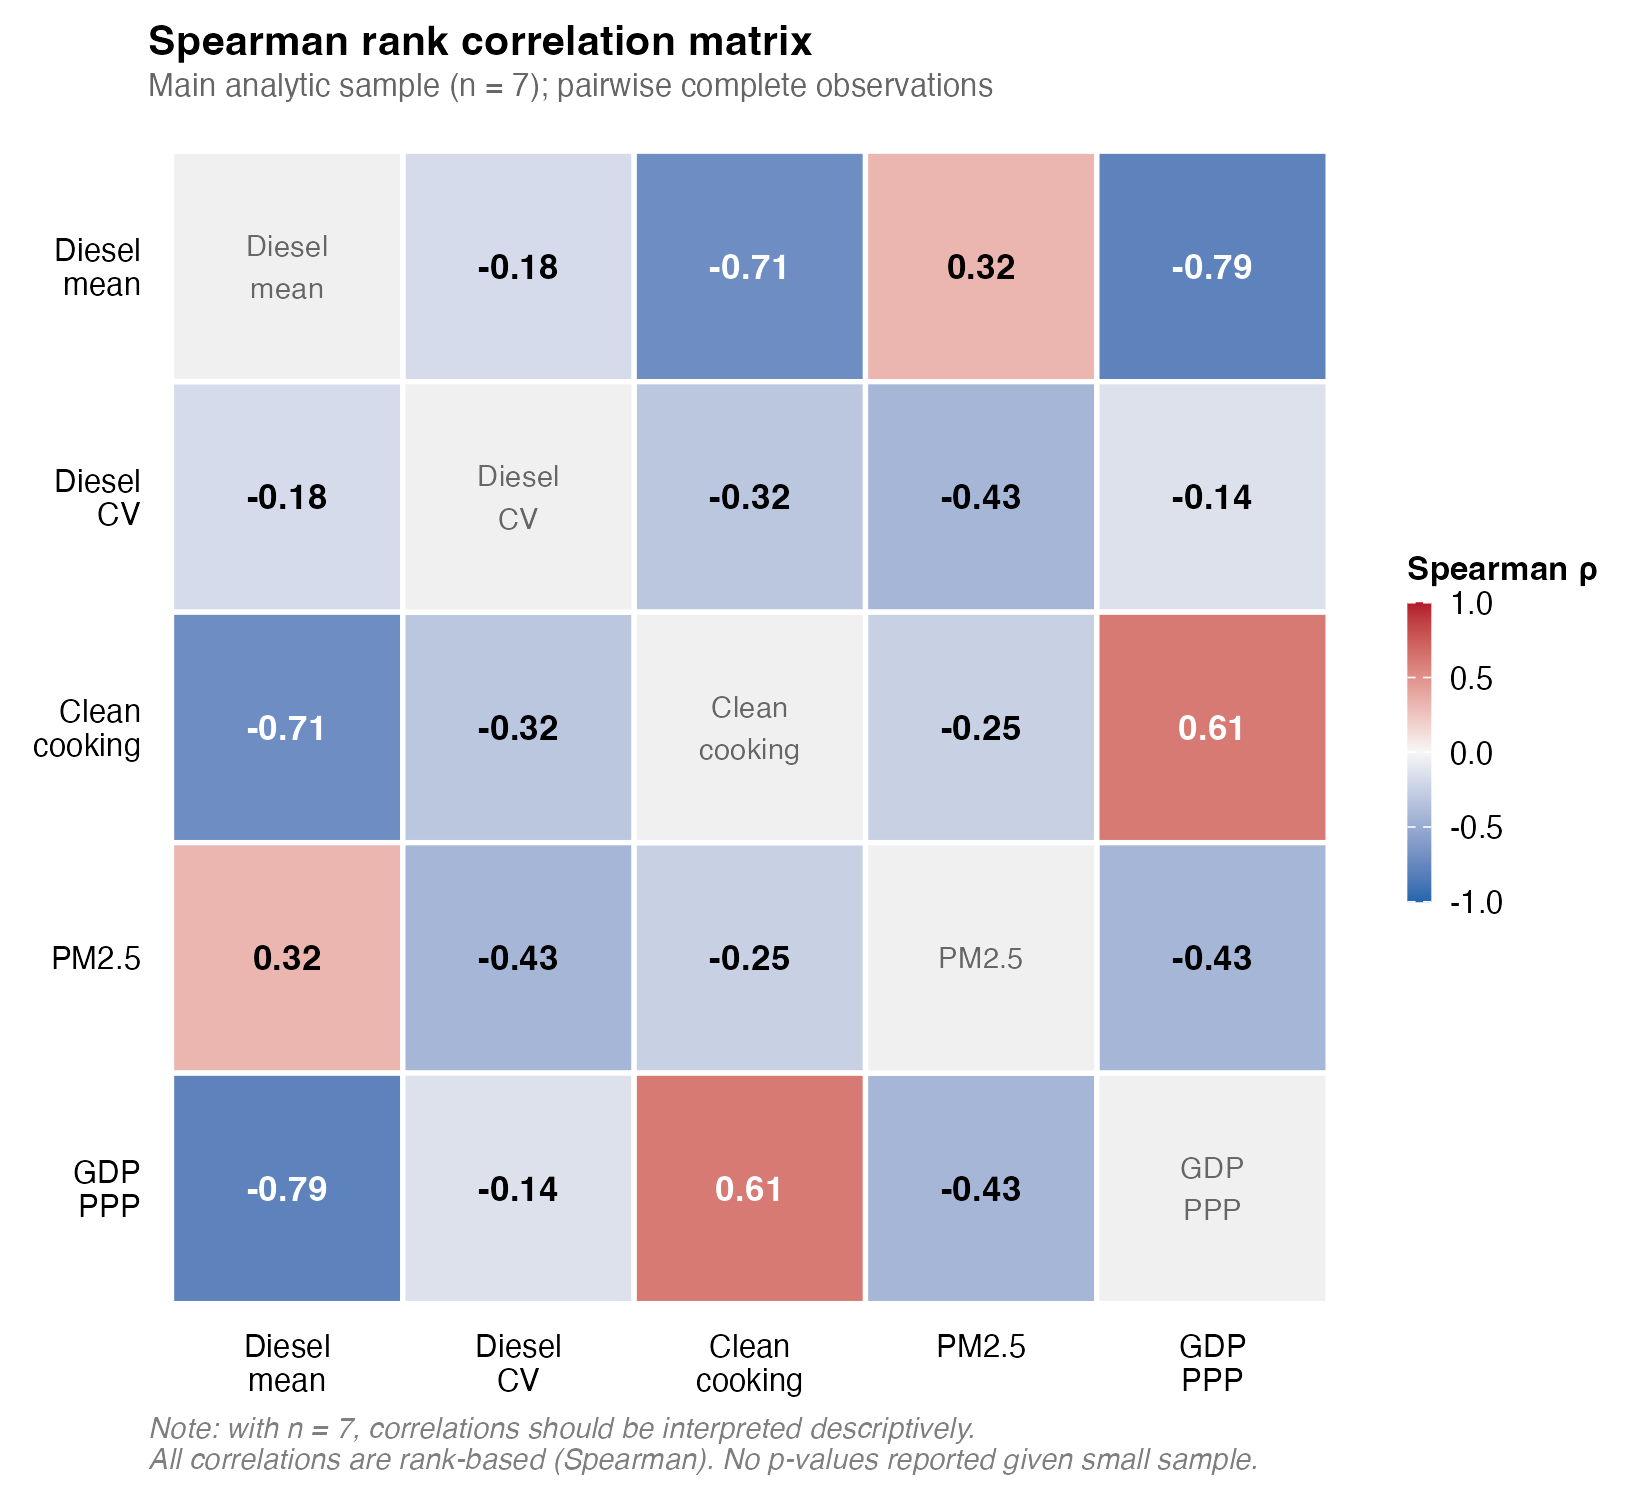 Spearman rank correlation matrix
Main analytic sample (n = 7); pairwise complete observations
Diesel
mean
Diesel
mean
-0.18
-0.71
0.32
-0.79
Diesel
CV
-0.18
Diesel
CV
-0.32
-0.43
-0.14
Clean
cooking
-0.71
-0.32
Clean
cooking
-0.25
0.61
PM2.5
0.32
-0.43
-0.25
PM2.5
-0.43
GDP
PPP
-0.79
-0.14
0.61
-0.43
GDP
PPP
Diesel
mean
Diesel
CV
Clean
cooking
PM2.5
GDP
PPP
Spearman ρ
1.0
0.5
0.0
-0.5
-1.0
Note: with n = 7, correlations should be interpreted descriptively.
All correlations are rank-based (Spearman). No p-values reported given small sample.